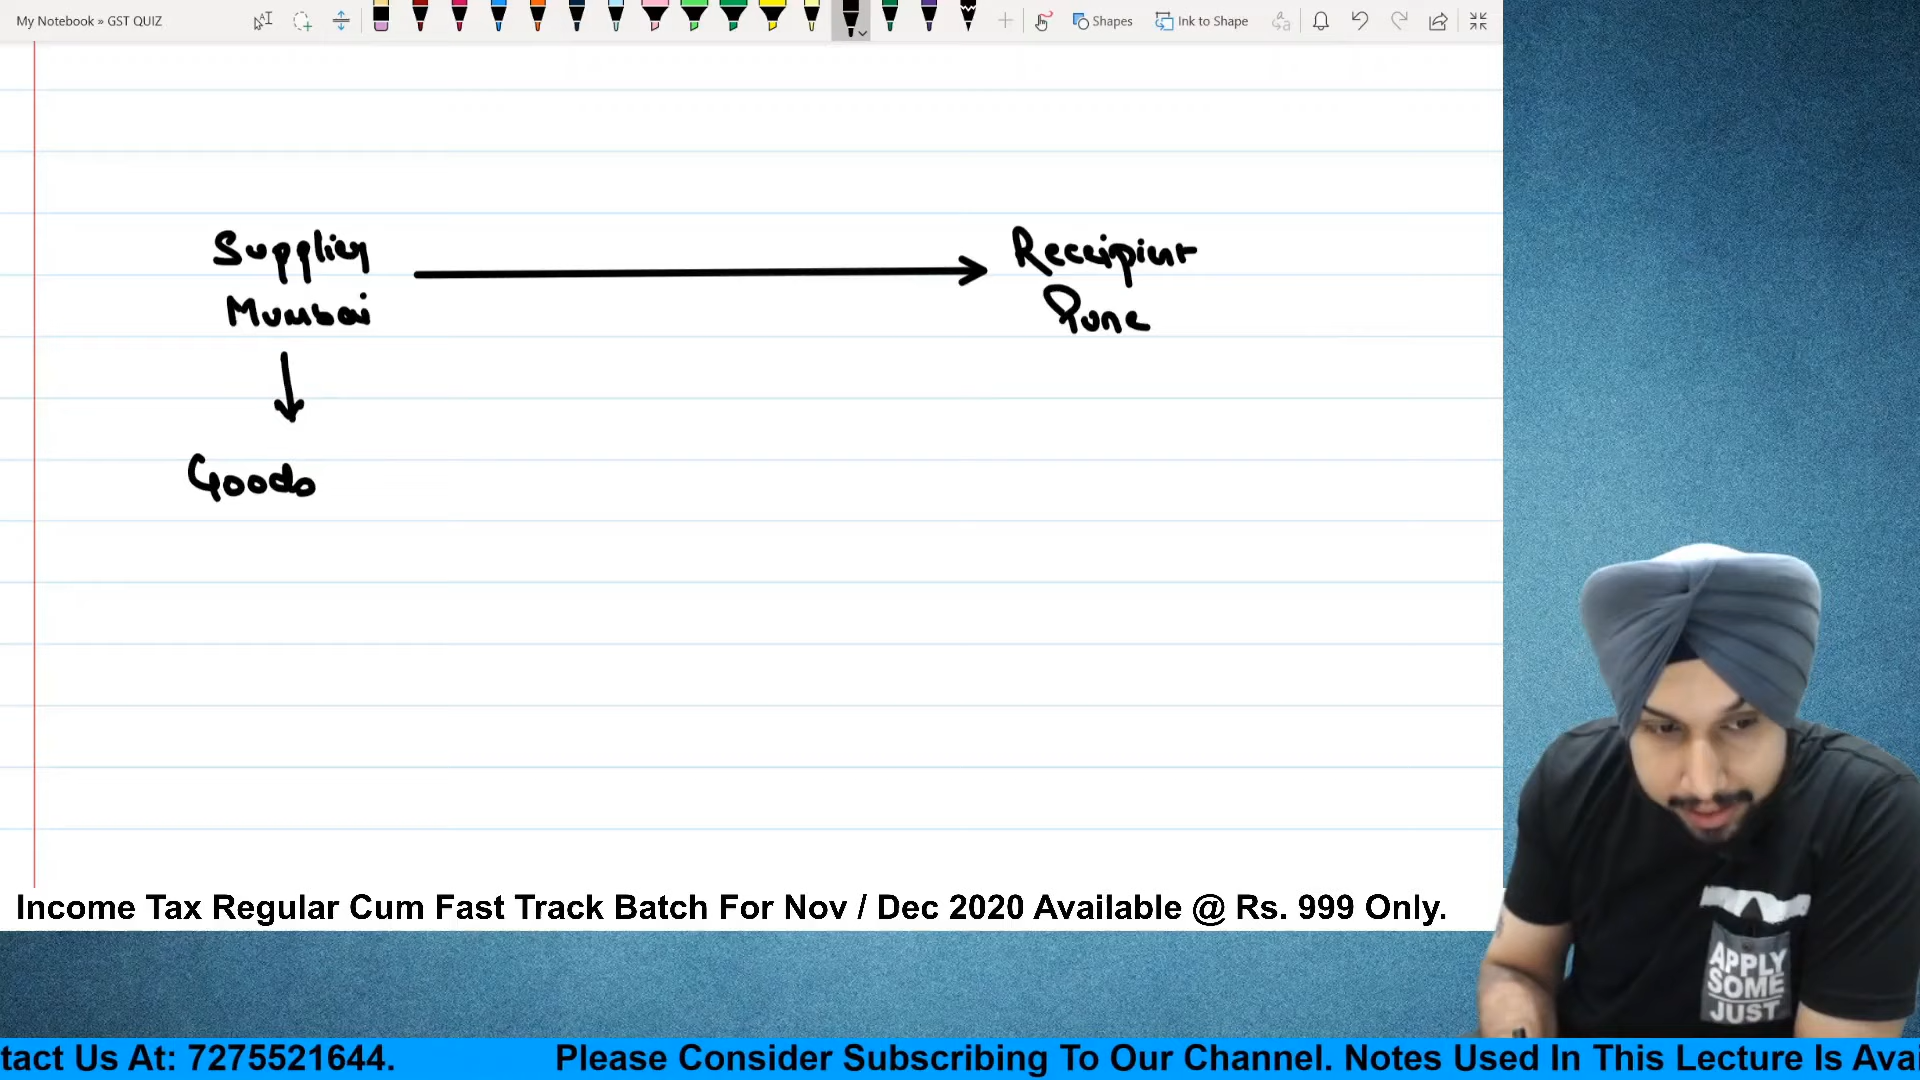 My Notebook » GST QUIZ
Shapes
Ink to Shape
Supplier
Receipient
Mumbai
Pune
Goods
Income Tax Regular Cum Fast Track Batch For Nov / Dec 2020 Available @ Rs. 999 Only.
APPLY
SOME
JUST
tact Us At: 7275521644. Please Consider Subscribing To Our Channel. Notes Used In This Lecture Is Avai